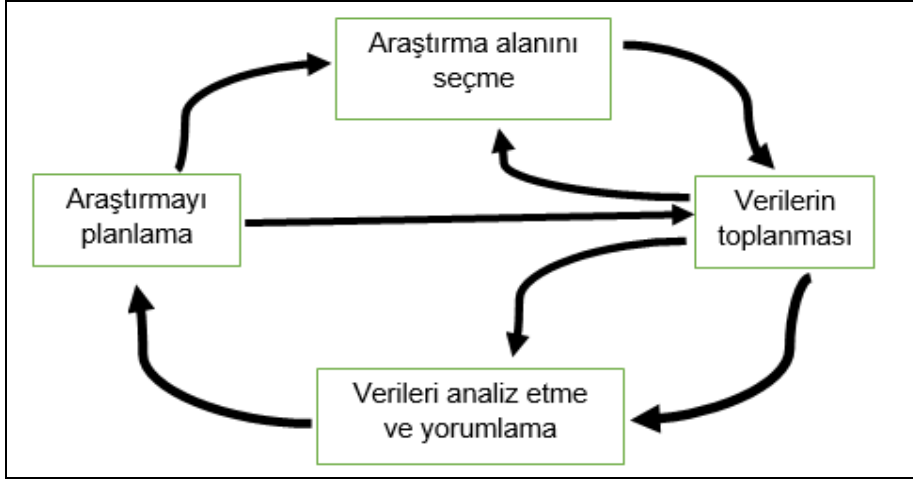 Araştırma alanını
seçme
Araştırmayı
planlama
Verilerin
toplanması
Verileri analiz etme
ve yorumlama